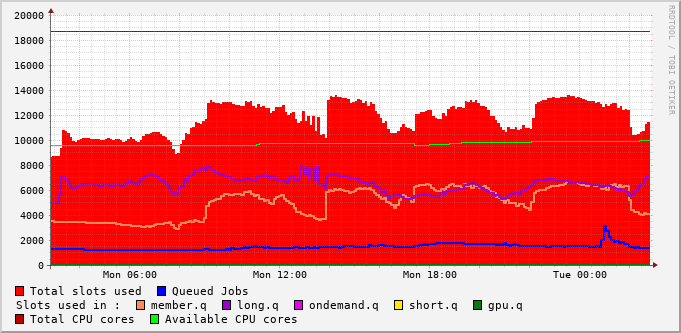 20000
18000
16000
14000
12000
10000
8000
6000
4000
2000
0
Mon 06:00 Mon 12:00 Mon 18:00 Tue 00:00
RRDTOOL / TOBI OETIKER
Total slots used Queued Jobs
Slots used in : member.q long.q ondemand.q short.q gpu.q
Total CPU cores Available CPU cores